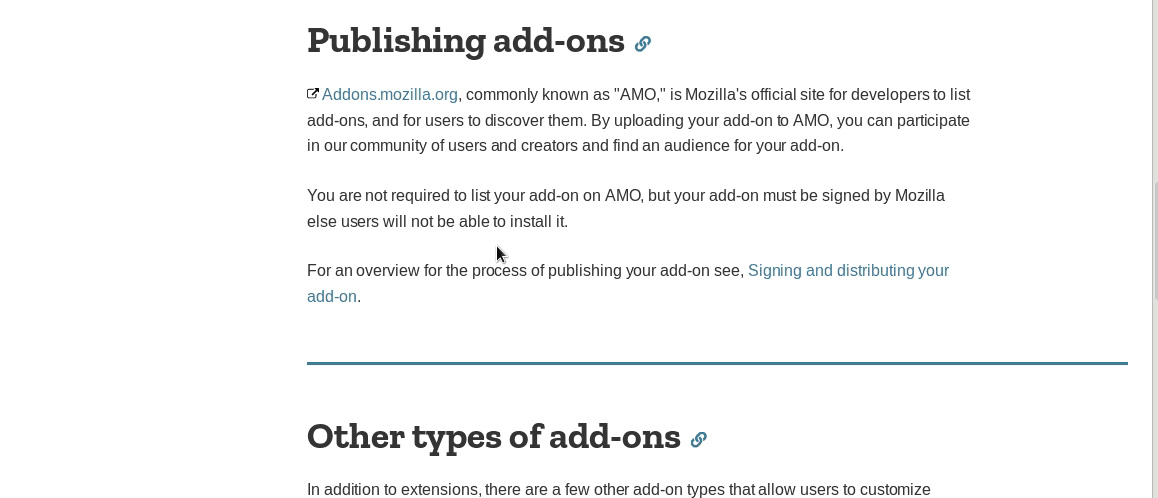 Publishing add-ons
Addons.mozilla.org, commonly known as "AMO," is Mozilla's official site for developers to list
add-ons, and for users to discover them. By uploading your add-on to AMO, you can participate
in our community of users and creators and find an audience for your add-on.
You are not required to list your add-on on AMO, but your add-on must be signed by Mozilla
else users will not be able to install it.
For an overview for the process of publishing your add-on see, Signing and distributing your
add-on.
Other types of add-ons
In addition to extensions, there are a few other add-on types that allow users to customize